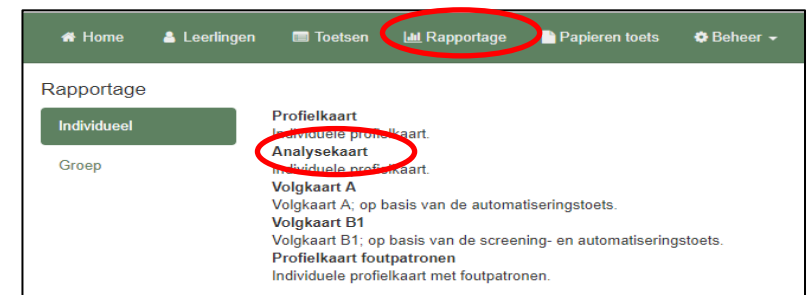 Home Leerlingen Toetsen Rapportage Papieren toets Beheer
Rapportage
Individueel
Groep
Profielkaart
Individuele profielkaart.
Analysekaart
Individuele profielkaart.
Volgkaart A
Volgkaart A; op basis van de automatiseringstoets.
Volgkaart B1
Volgkaart B1; op basis van de screening- en automatiseringstoets.
Profielkaart foutpatronen
Individuele profielkaart met foutpatronen.